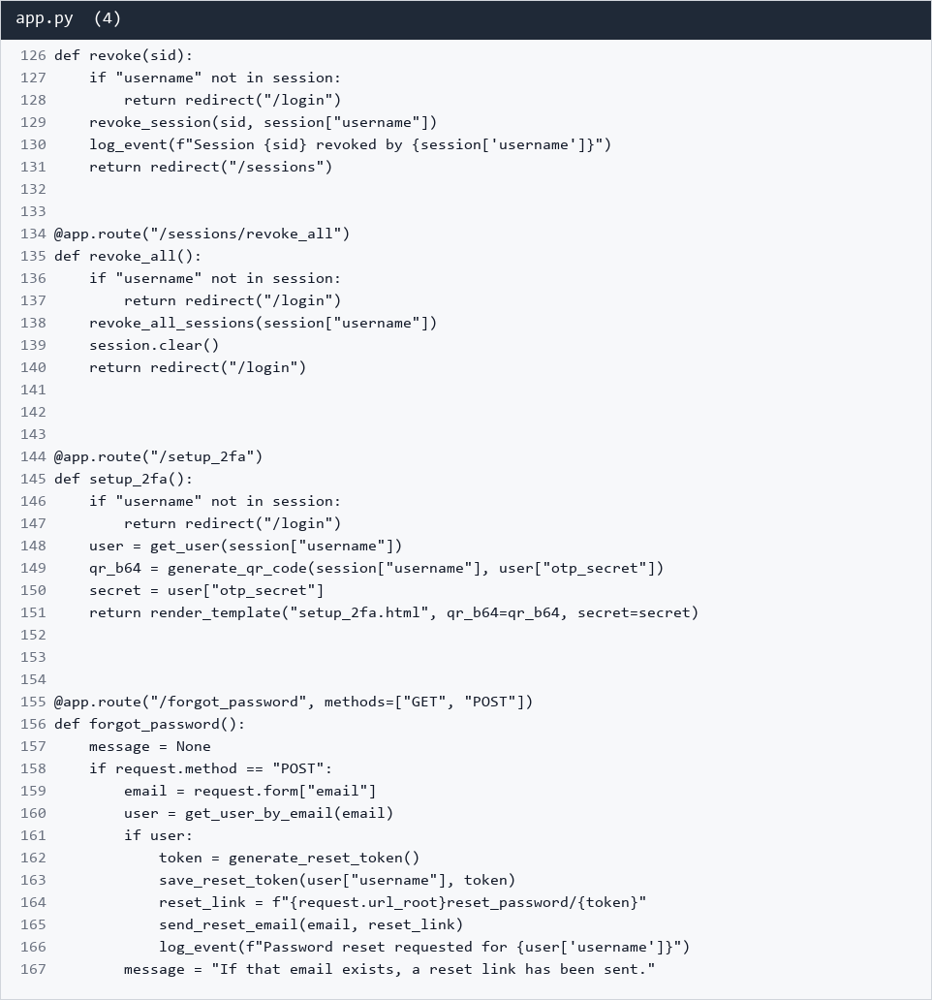 app.py  (4)
126 def revoke(sid):
127     if "username" not in session:
128         return redirect("/login")
129     revoke_session(sid, session["username"])
130     log_event(f"Session {sid} revoked by {session['username']}")
131     return redirect("/sessions")
132
133
134 @app.route("/sessions/revoke_all")
135 def revoke_all():
136     if "username" not in session:
137         return redirect("/login")
138     revoke_all_sessions(session["username"])
139     session.clear()
140     return redirect("/login")
141
142
143
144 @app.route("/setup_2fa")
145 def setup_2fa():
146     if "username" not in session:
147         return redirect("/login")
148     user = get_user(session["username"])
149     qr_b64 = generate_qr_code(session["username"], user["otp_secret"])
150     secret = user["otp_secret"]
151     return render_template("setup_2fa.html", qr_b64=qr_b64, secret=secret)
152
153
154
155 @app.route("/forgot_password", methods=["GET", "POST"])
156 def forgot_password():
157     message = None
158     if request.method == "POST":
159         email = request.form["email"]
160         user = get_user_by_email(email)
161         if user:
162             token = generate_reset_token()
163             save_reset_token(user["username"], token)
164             reset_link = f"{request.url_root}reset_password/{token}"
165             send_reset_email(email, reset_link)
166             log_event(f"Password reset requested for {user['username']}")
167         message = "If that email exists, a reset link has been sent."